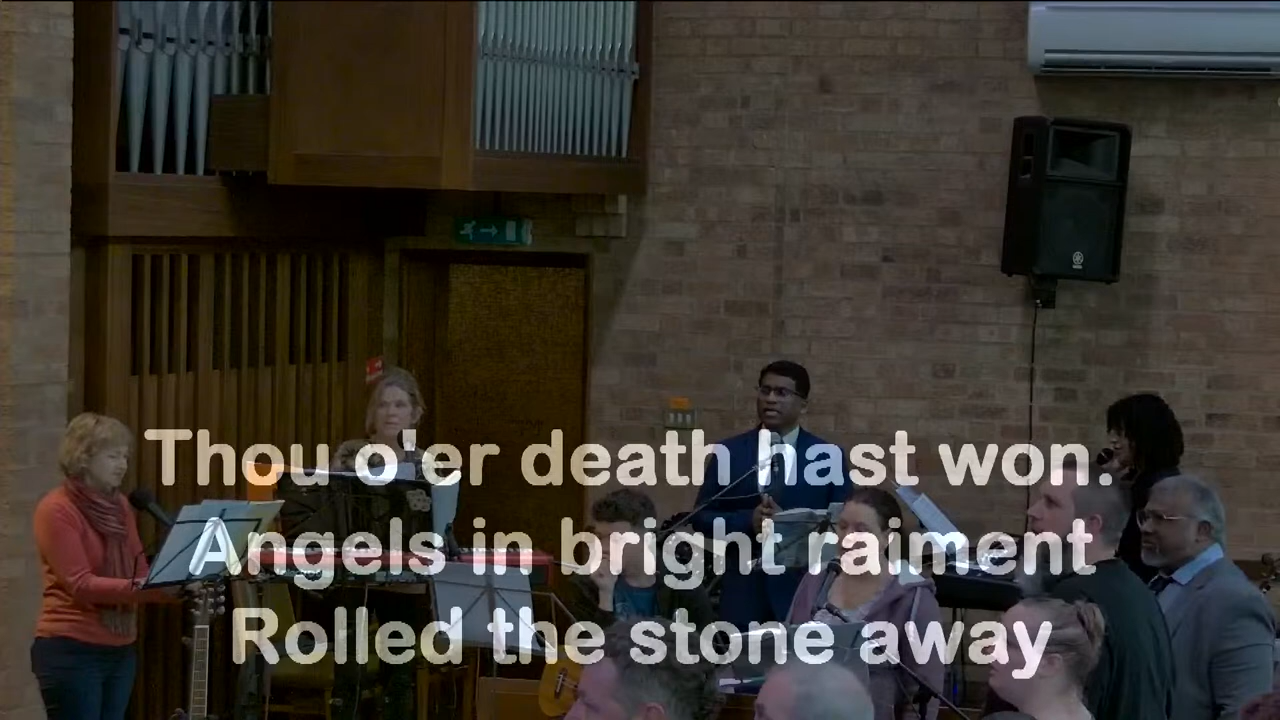 Thou o'er death hast won.
Angels in bright raiment
Rolled the stone away